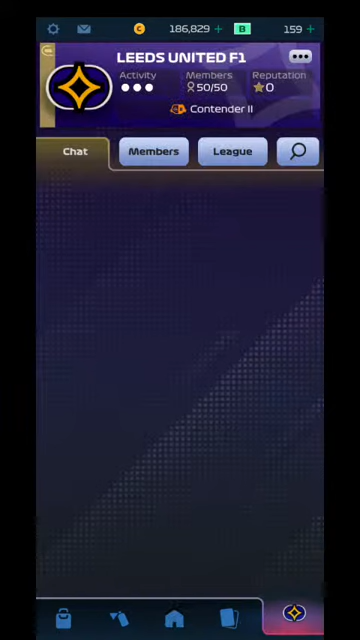 186,829 + 159 +
LEEDS UNITED F1
Activity Members Reputation
50/50 0
Contender II
Chat Members League